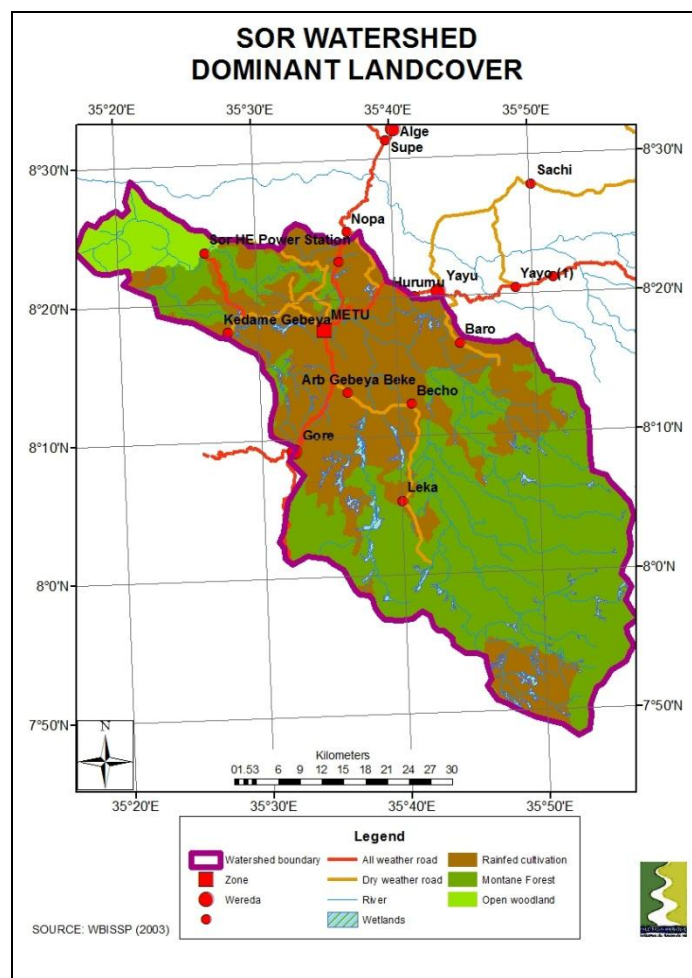 SOR WATERSHED
DOMINANT LANDCOVER
35°20'E 35°30'E 35°40'E 35°50'E
Alge
Supe
8°30'N 8°30'N
Sachi
Nopa
Sor HE Power Station
Hurumu Yayu Yayo (1)
8°20'N 8°20'N
Kedame Gebeya METU
Baro
Arb Gebeya Beke
Becho
8°10'N Gore 8°10'N
Leka
8°0'N 8°0'N
7°50'N 7°50'N
N
Kilometers
01.53 6 9 12 15 18 21 24 27 30
35°20'E 35°30'E 35°40'E 35°50'E
Legend
Watershed boundary All weather road Rainfed cultivation
Zone Dry weather road Montane Forest
Wereda River Open woodland
Wetlands
SOURCE: WBISSP (2003)